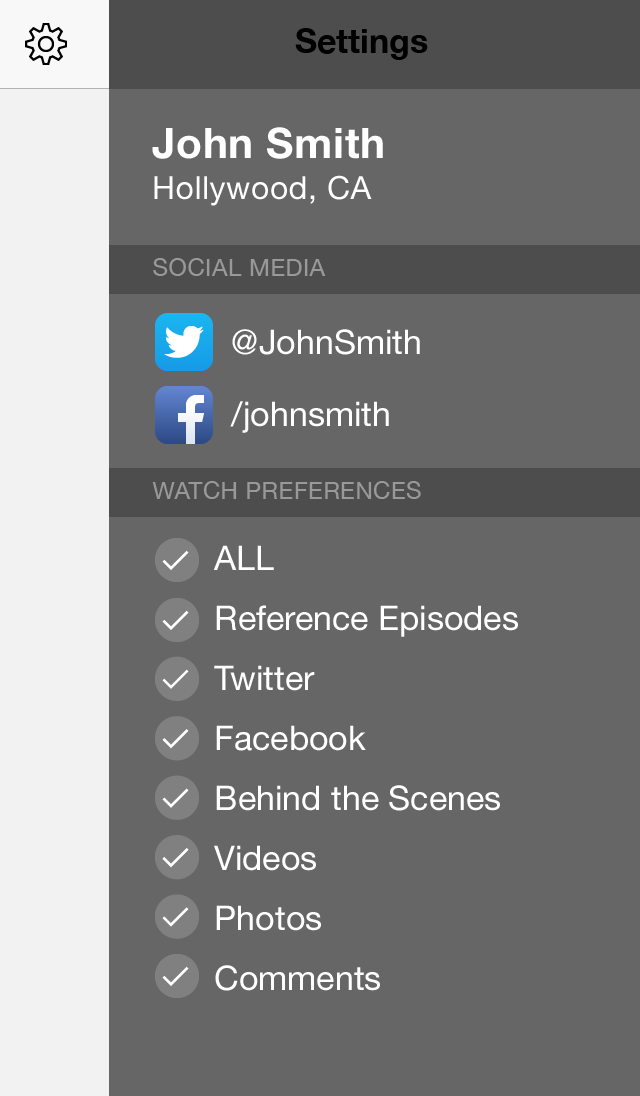 Settings
John Smith
Hollywood, CA
SOCIAL MEDIA
@JohnSmith
/johnsmith
WATCH PREFERENCES
ALL
Reference Episodes
Twitter
Facebook
Behind the Scenes
Videos
Photos
Comments